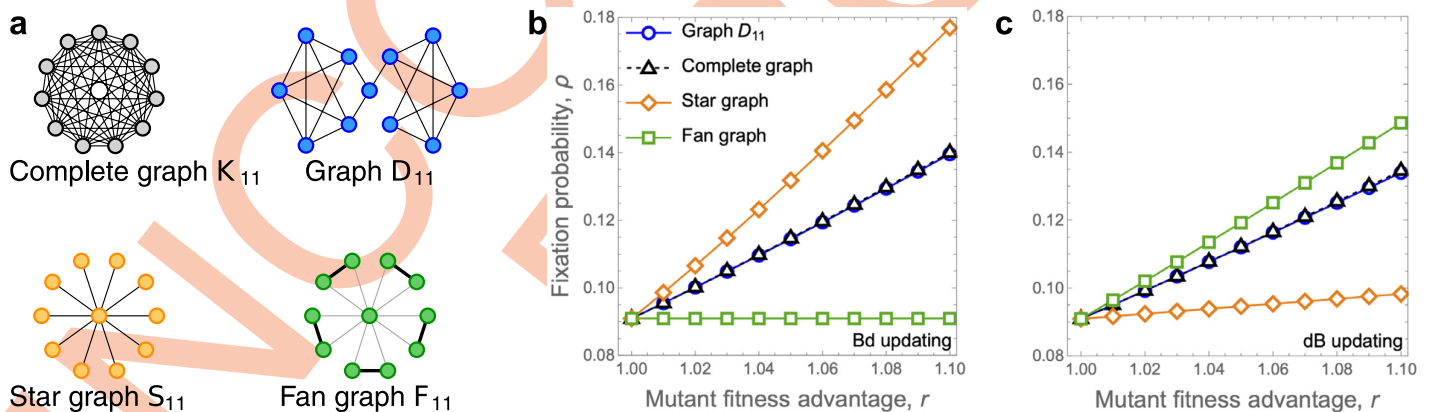 a
Complete graph K11
Graph D11
Star graph S11
Fan graph F11
b
Fixation probability, ρ
0.18
0.16
0.14
0.12
0.10
0.08
Graph D11
Complete graph
Star graph
Fan graph
Bd updating
1.00 1.02 1.04 1.06 1.08 1.10
Mutant fitness advantage, r
c
0.18
0.16
0.14
0.12
0.10
0.08
dB updating
1.00 1.02 1.04 1.06 1.08 1.10
Mutant fitness advantage, r